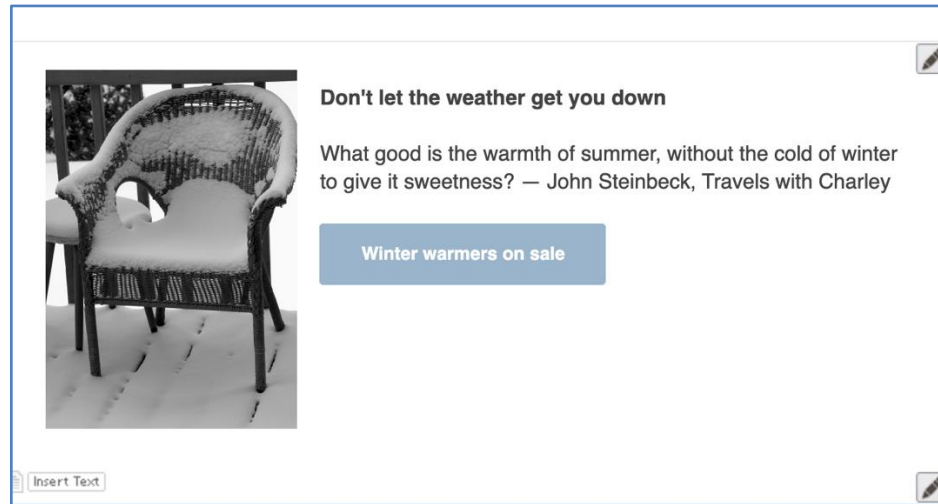 Don't let the weather get you down
What good is the warmth of summer, without the cold of winter
to give it sweetness? — John Steinbeck, Travels with Charley
Winter warmers on sale
Insert Text